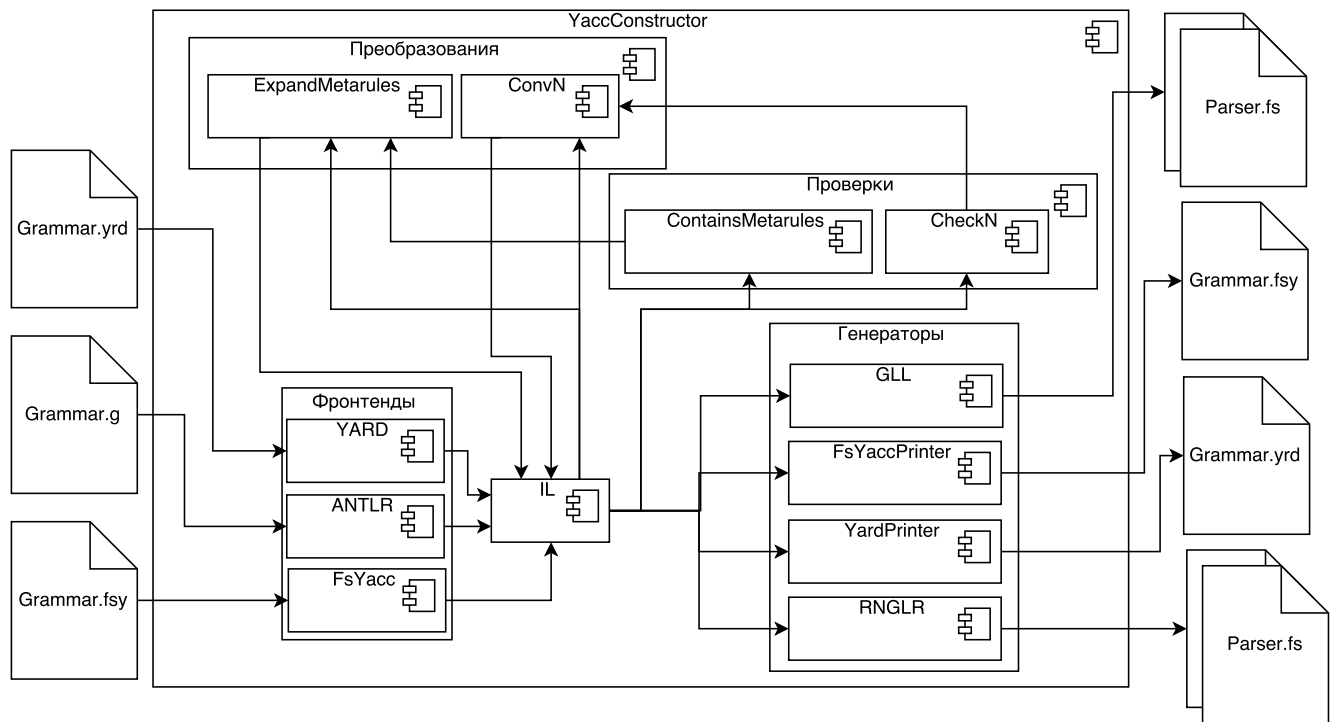 YaccConstructor
Преобразования
ExpandMetarules
ConvN
Parser.fs
Проверки
ContainsMetarules
CheckN
Grammar.yrd
Grammar.fsy
Генераторы
GLL
Фронтенды
YARD
Grammar.g
FsYaccPrinter
Grammar.yrd
IL
ANTLR
YardPrinter
FsYacc
Grammar.fsy
RNGLR
Parser.fs